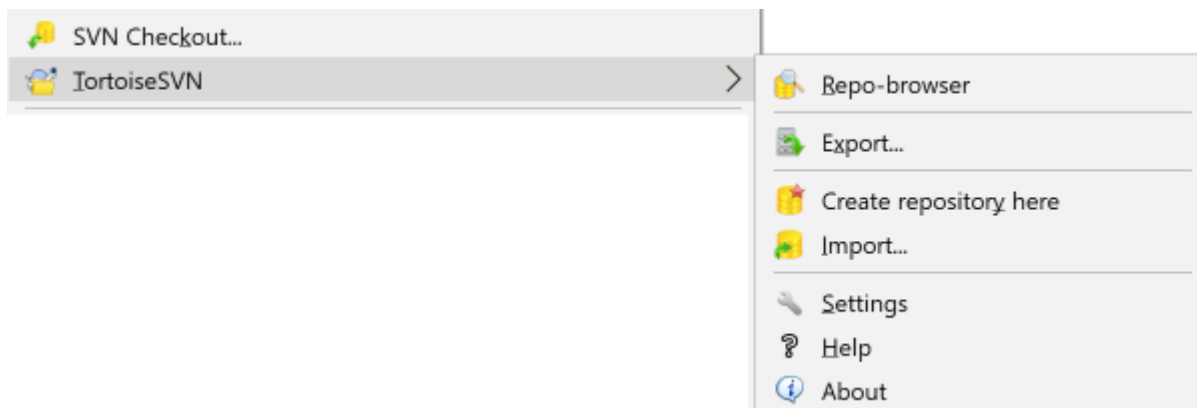 SVN Checkout...
TortoiseSVN
Repo-browser
Export...
Create repository here
Import...
Settings
Help
About